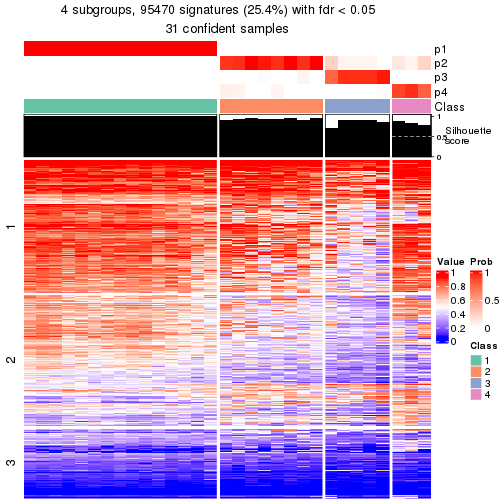 4 subgroups, 95470 signatures (25.4%) with fdr < 0.05
31 confident samples
p1
p2
p3
p4
Class
1
0.5
0
Silhouette
score
1
2
3
Value
1
0.8
0.6
0.4
0.2
0
Prob
1
0.5
0
Class
1
2
3
4